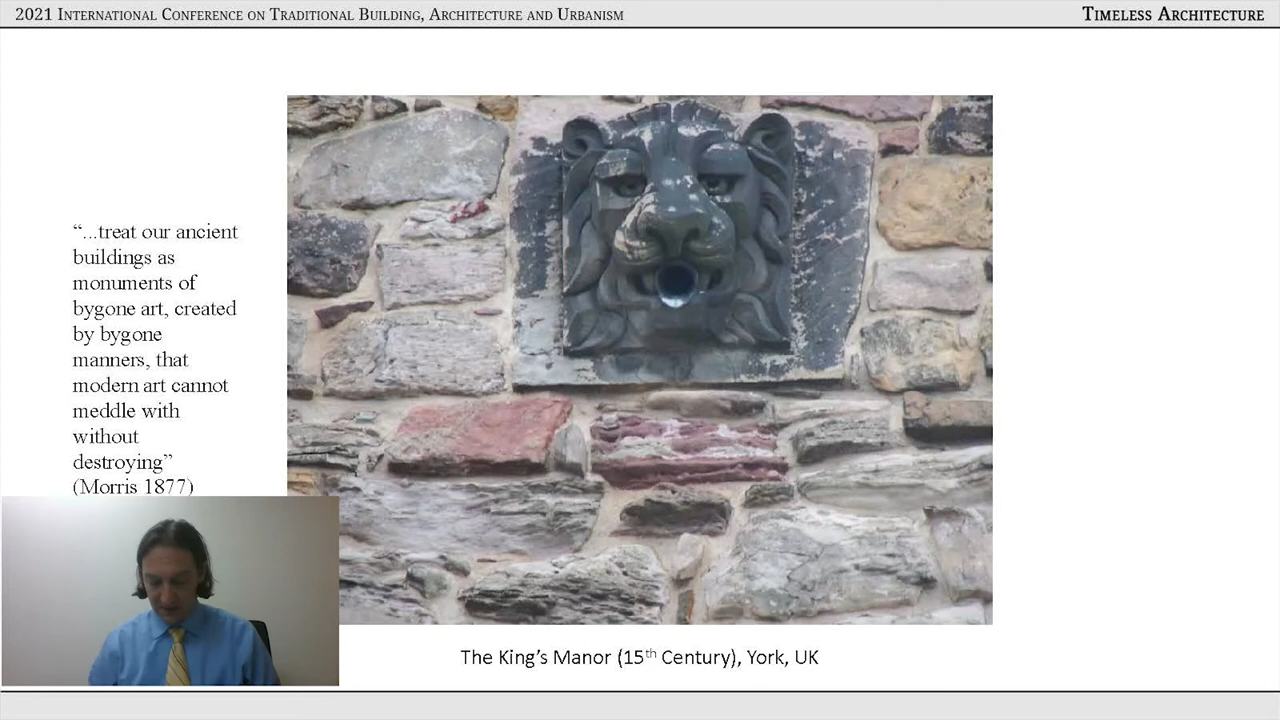 2021 International Conference on Traditional Building, Architecture and Urbanism
Timeless Architecture
“...treat our ancient
buildings as
monuments of
bygone art, created
by bygone
manners, that
modern art cannot
meddle with
without
destroying”
(Morris 1877)
The King’s Manor (15th Century), York, UK